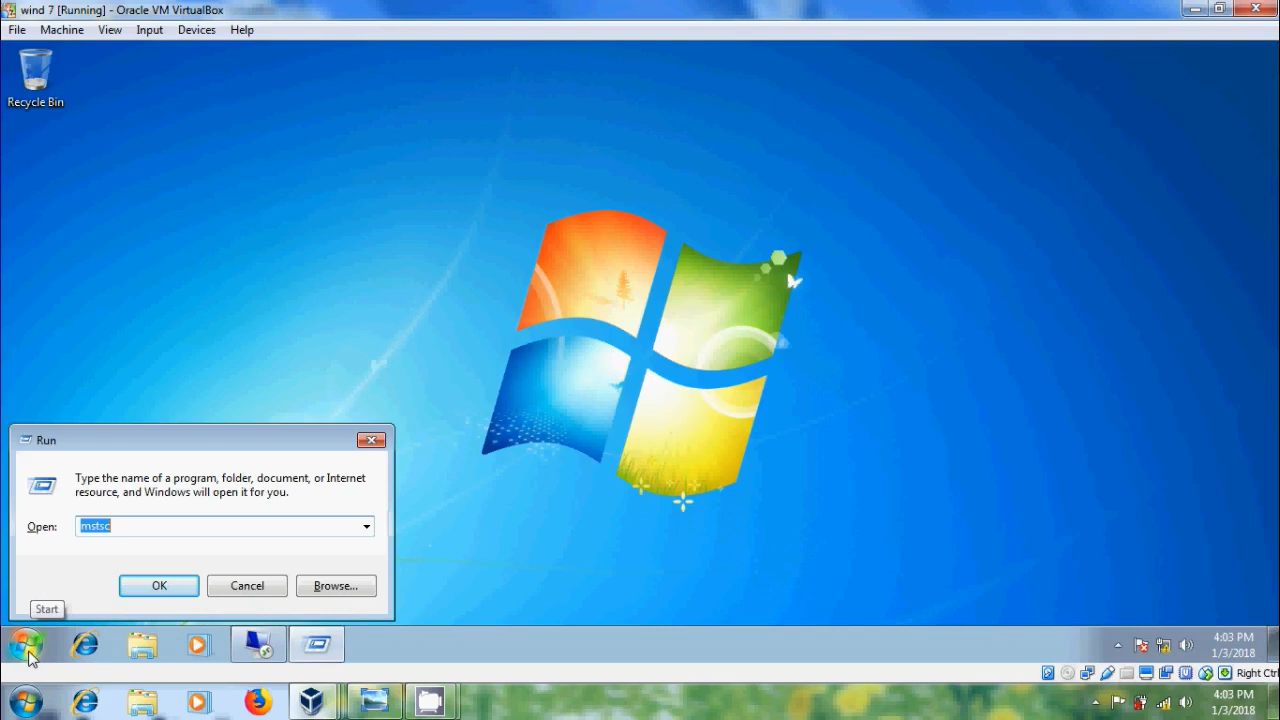 wind 7 [Running] - Oracle VM VirtualBox
File Machine View Input Devices Help
Recycle Bin
Run
Type the name of a program, folder, document, or Internet
resource, and Windows will open it for you.
Open: mstsc
OK Cancel Browse...
Start
4:03 PM
1/3/2018
Right Ctrl
4:03 PM
1/3/2018